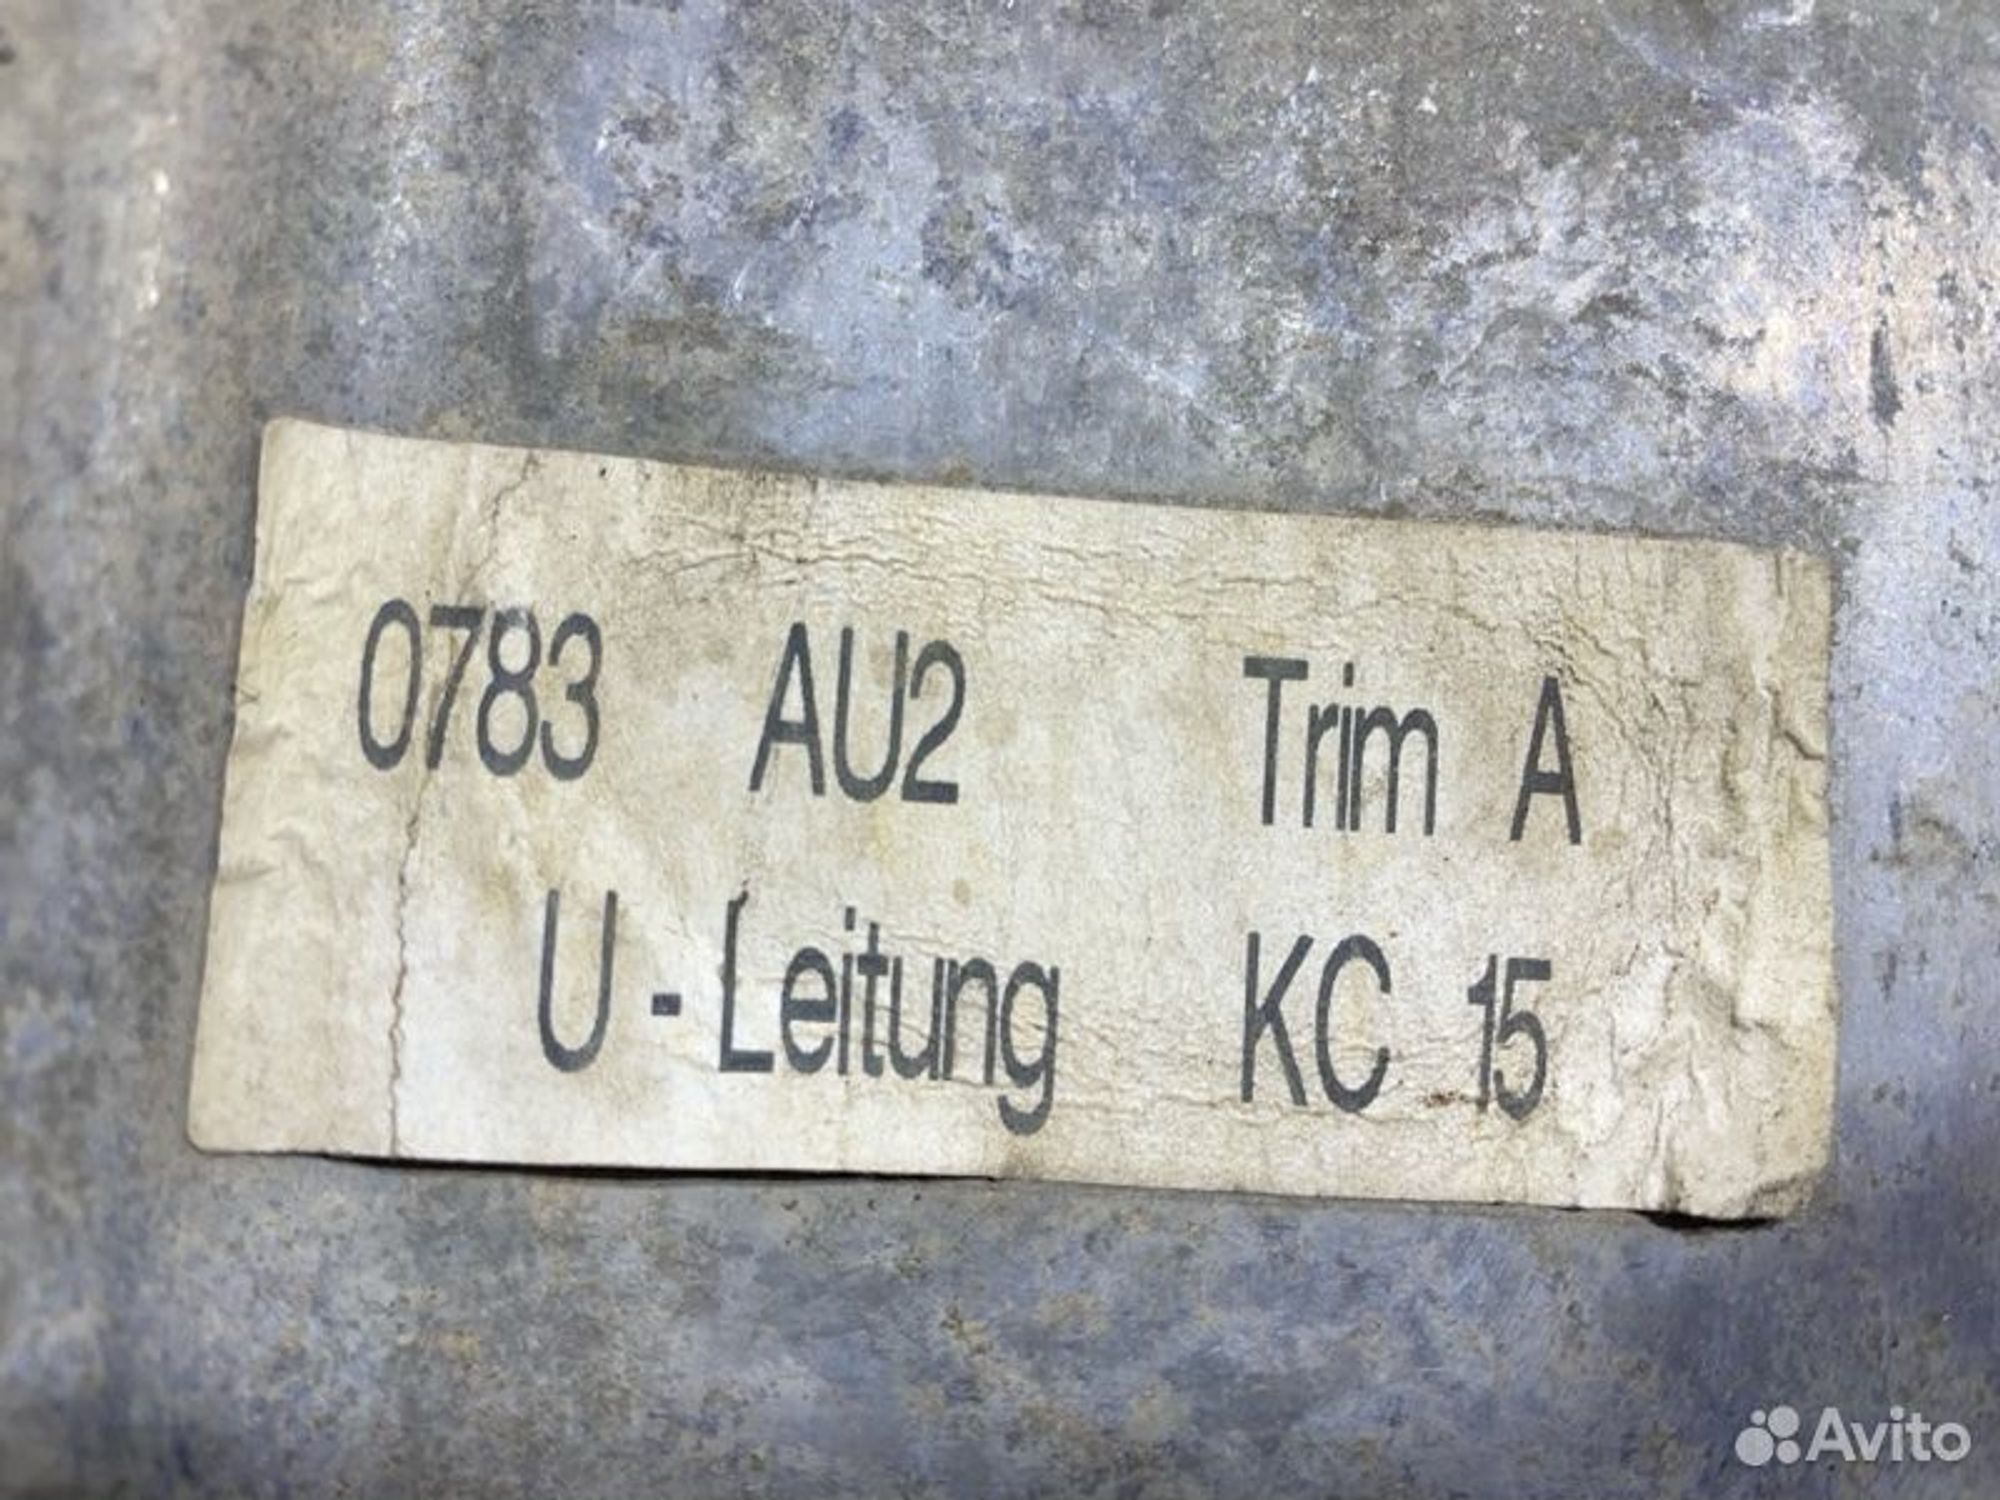 0783 AU2 Trim A
U - Leitung KC 15
Avito